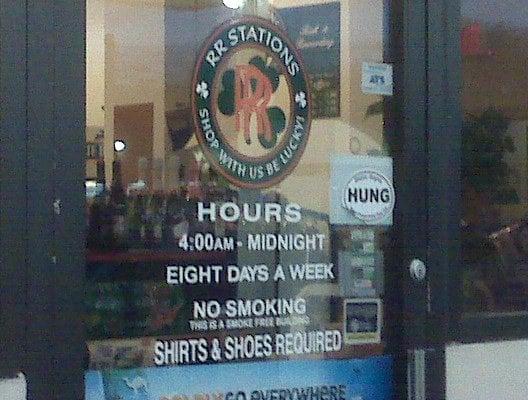 RR STATIONS
RR
SHOP WITH US BE LUCKY!
ATS
HUNG
HOURS
4:00AM - MIDNIGHT
EIGHT DAYS A WEEK
NO SMOKING
THIS IS A SMOKE FREE BUILDING
SHIRTS & SHOES REQUIRED
GO EVERYWHERE